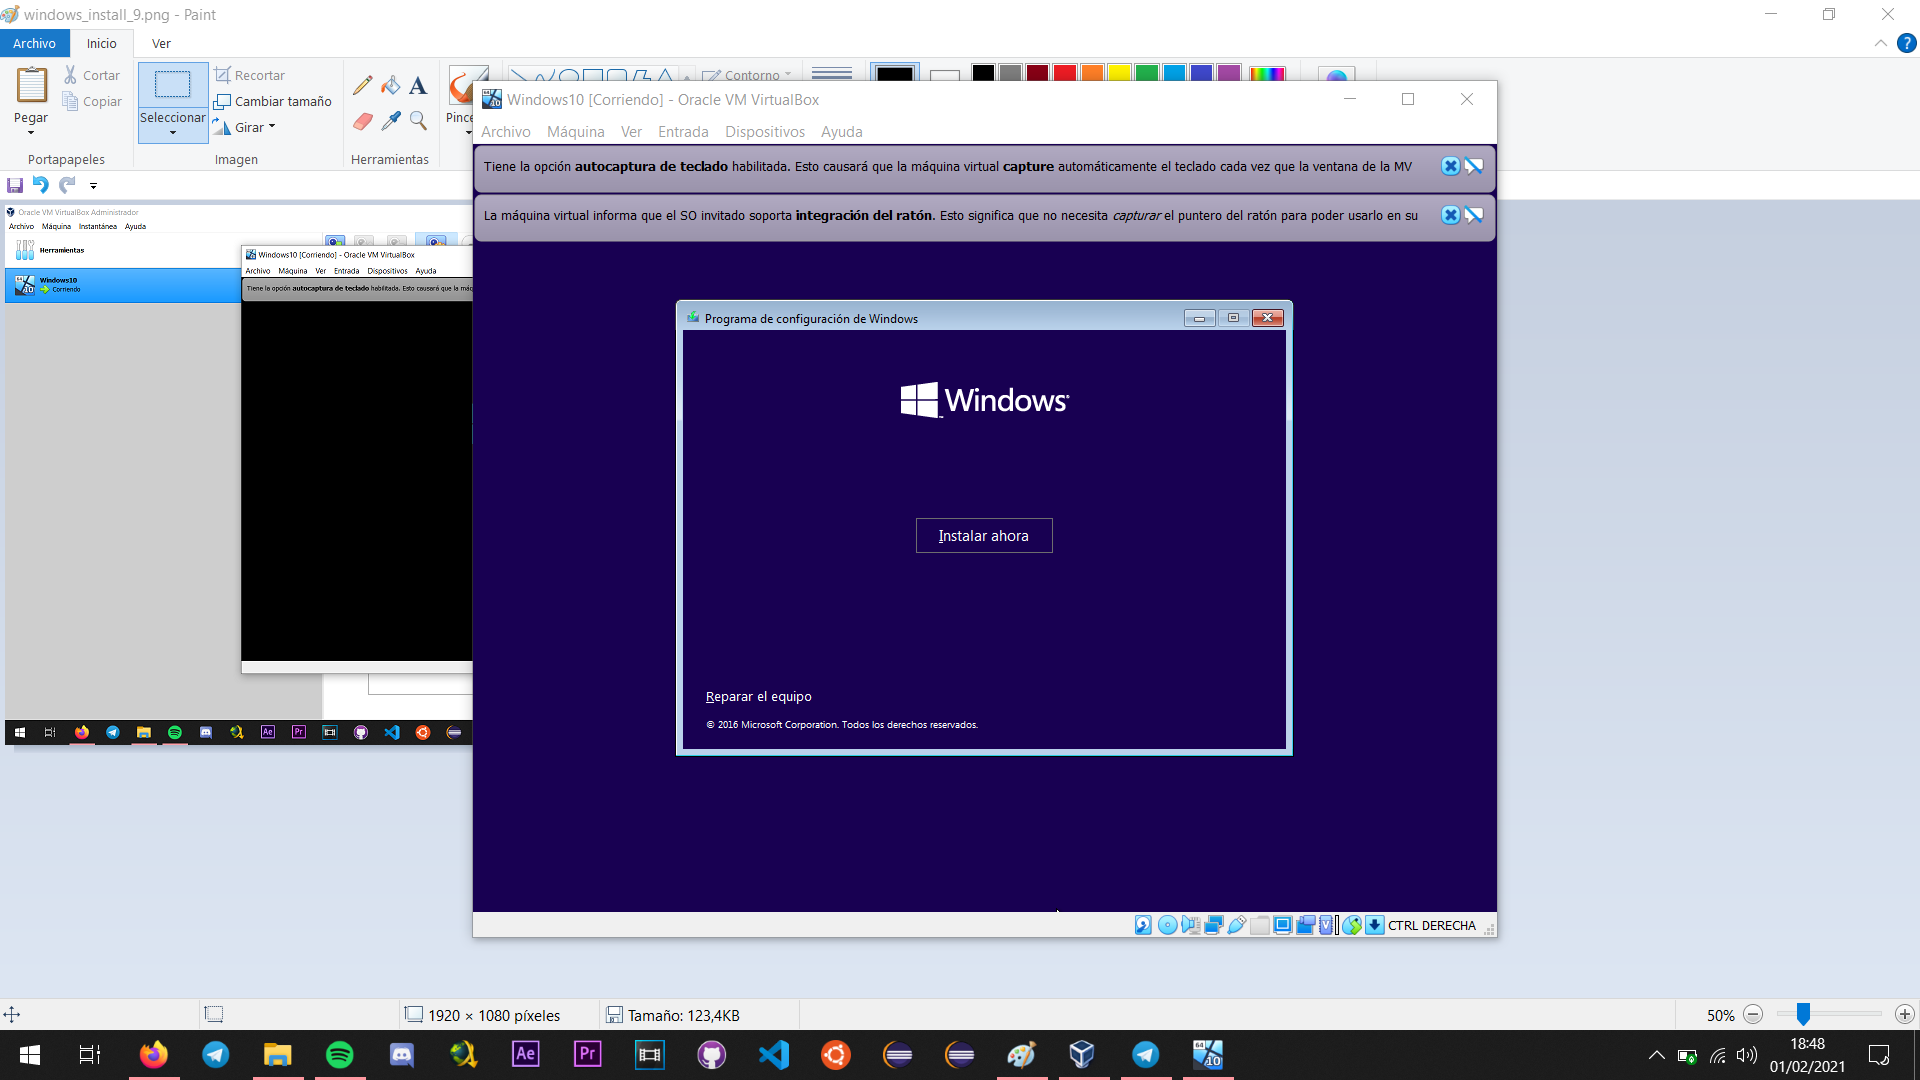 windows_install_9.png - Paint
Archivo
Inicio
Ver
Pegar
Cortar
Copiar
Portapapeles
Seleccionar
Recortar
Cambiar tamaño
Girar
Imagen
A
Herramientas
Pince
Contorno
Windows10 [Corriendo] - Oracle VM VirtualBox
Archivo Máquina Ver Entrada Dispositivos Ayuda
Tiene la opción autocaptura de teclado habilitada. Esto causará que la máquina virtual capture automáticamente el teclado cada vez que la ventana de la MV
La máquina virtual informa que el SO invitado soporta integración del ratón. Esto significa que no necesita capturar el puntero del ratón para poder usarlo en su
Oracle VM VirtualBox Administrador
Archivo Máquina Instantánea Ayuda
Herramientas
Windows10
Corriendo
Windows10 [Corriendo] - Oracle VM VirtualBox
Archivo Máquina Ver Entrada Dispositivos Ayuda
Tiene la opción autocaptura de teclado habilitada. Esto causará que la má
Ae
Pr
Programa de configuración de Windows
Windows
Instalar ahora
Reparar el equipo
© 2016 Microsoft Corporation. Todos los derechos reservados.
CTRL DERECHA
1920 × 1080 píxeles
Tamaño: 123,4KB
50%
Ae
Pr
64
10
18:48
01/02/2021